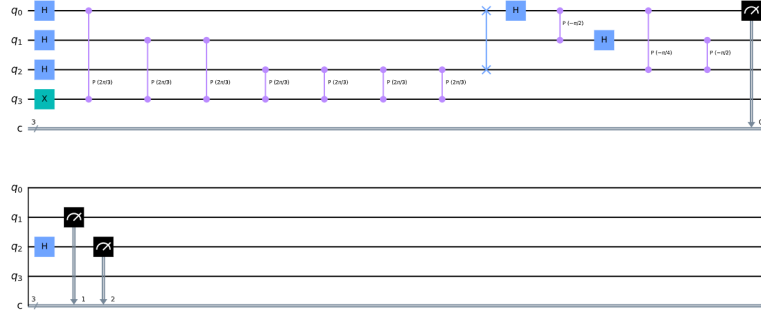 q0 H H
P (−π/2)
q1 H H
P (−π/4) P (−π/2)
q2 H
P (2π/3) P (2π/3) P (2π/3) P (2π/3) P (2π/3) P (2π/3) P (2π/3)
q3 X
c 3 0
q0
q1
q2 H
q3
c 3 1 2